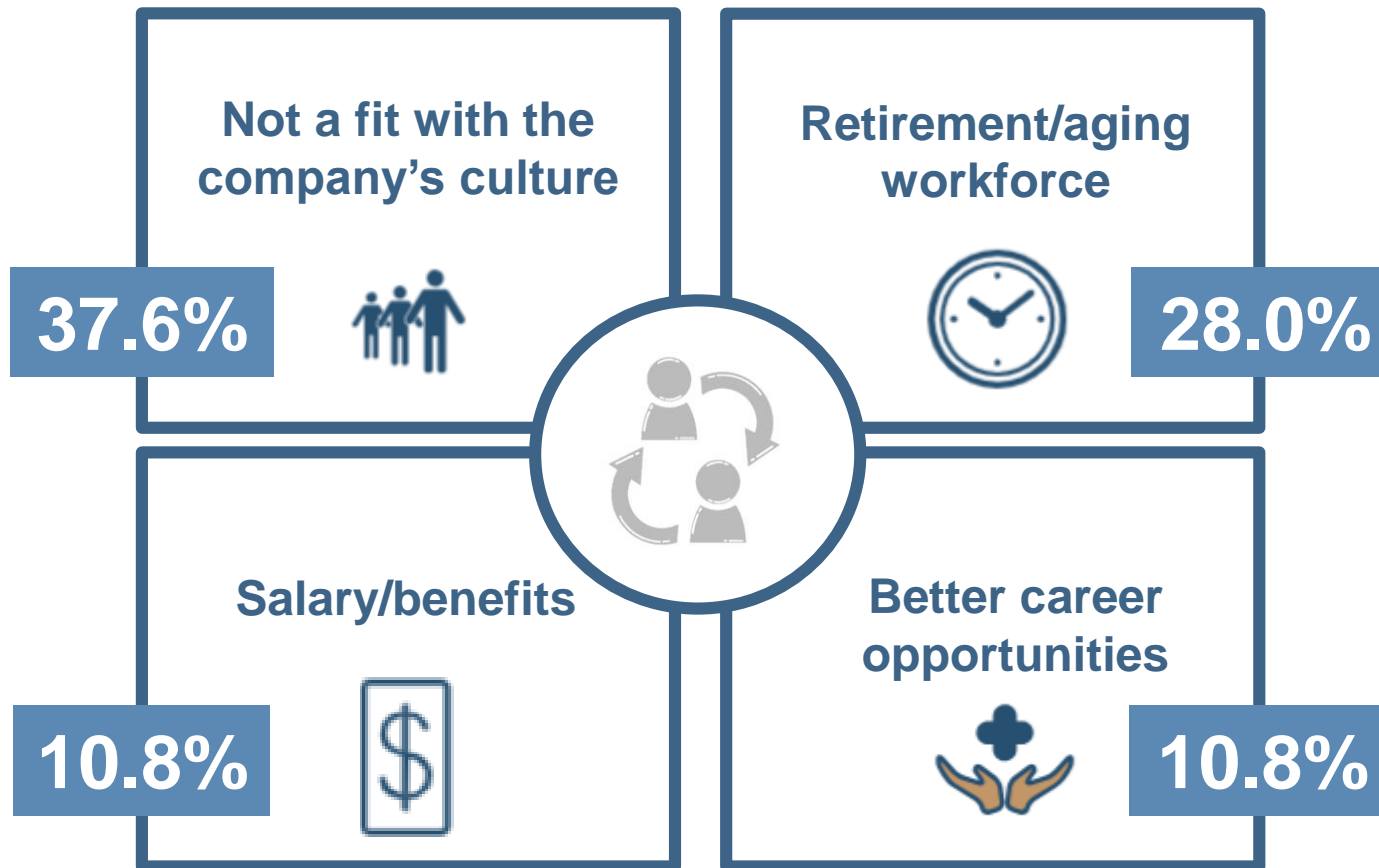 Not a fit with the
company’s culture
37.6%
Retirement/aging
workforce
28.0%
Salary/benefits
$
10.8%
Better career
opportunities
10.8%